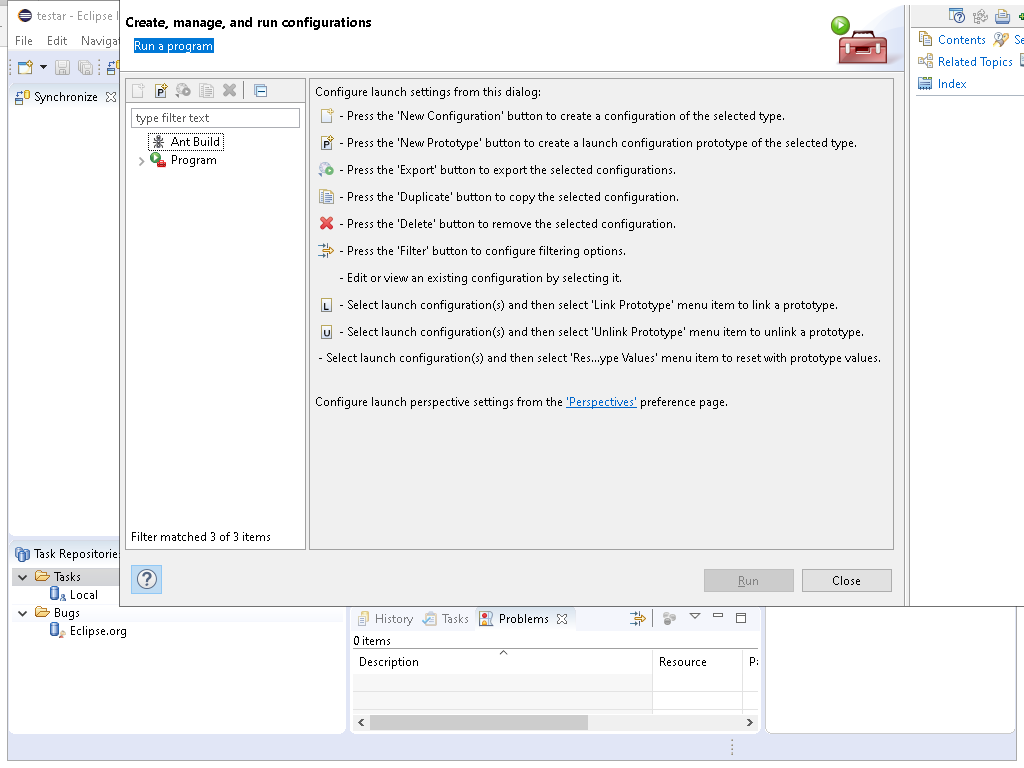 testar - Eclipse I
File Edit Navigat
Synchronize
Create, manage, and run configurations
Run a program
type filter text
Ant Build
Program
Filter matched 3 of 3 items
Configure launch settings from this dialog:
- Press the 'New Configuration' button to create a configuration of the selected type.
- Press the 'New Prototype' button to create a launch configuration prototype of the selected type.
- Press the 'Export' button to export the selected configurations.
- Press the 'Duplicate' button to copy the selected configuration.
- Press the 'Delete' button to remove the selected configuration.
- Press the 'Filter' button to configure filtering options.
- Edit or view an existing configuration by selecting it.
L - Select launch configuration(s) and then select 'Link Prototype' menu item to link a prototype.
U - Select launch configuration(s) and then select 'Unlink Prototype' menu item to unlink a prototype.
- Select launch configuration(s) and then select 'Res...ype Values' menu item to reset with prototype values.
Configure launch perspective settings from the 'Perspectives' preference page.
Run Close
Contents Se
Related Topics
Index
Task Repositorie
Tasks
Local
Bugs
Eclipse.org
History Tasks Problems
0 items
Description Resource Pa